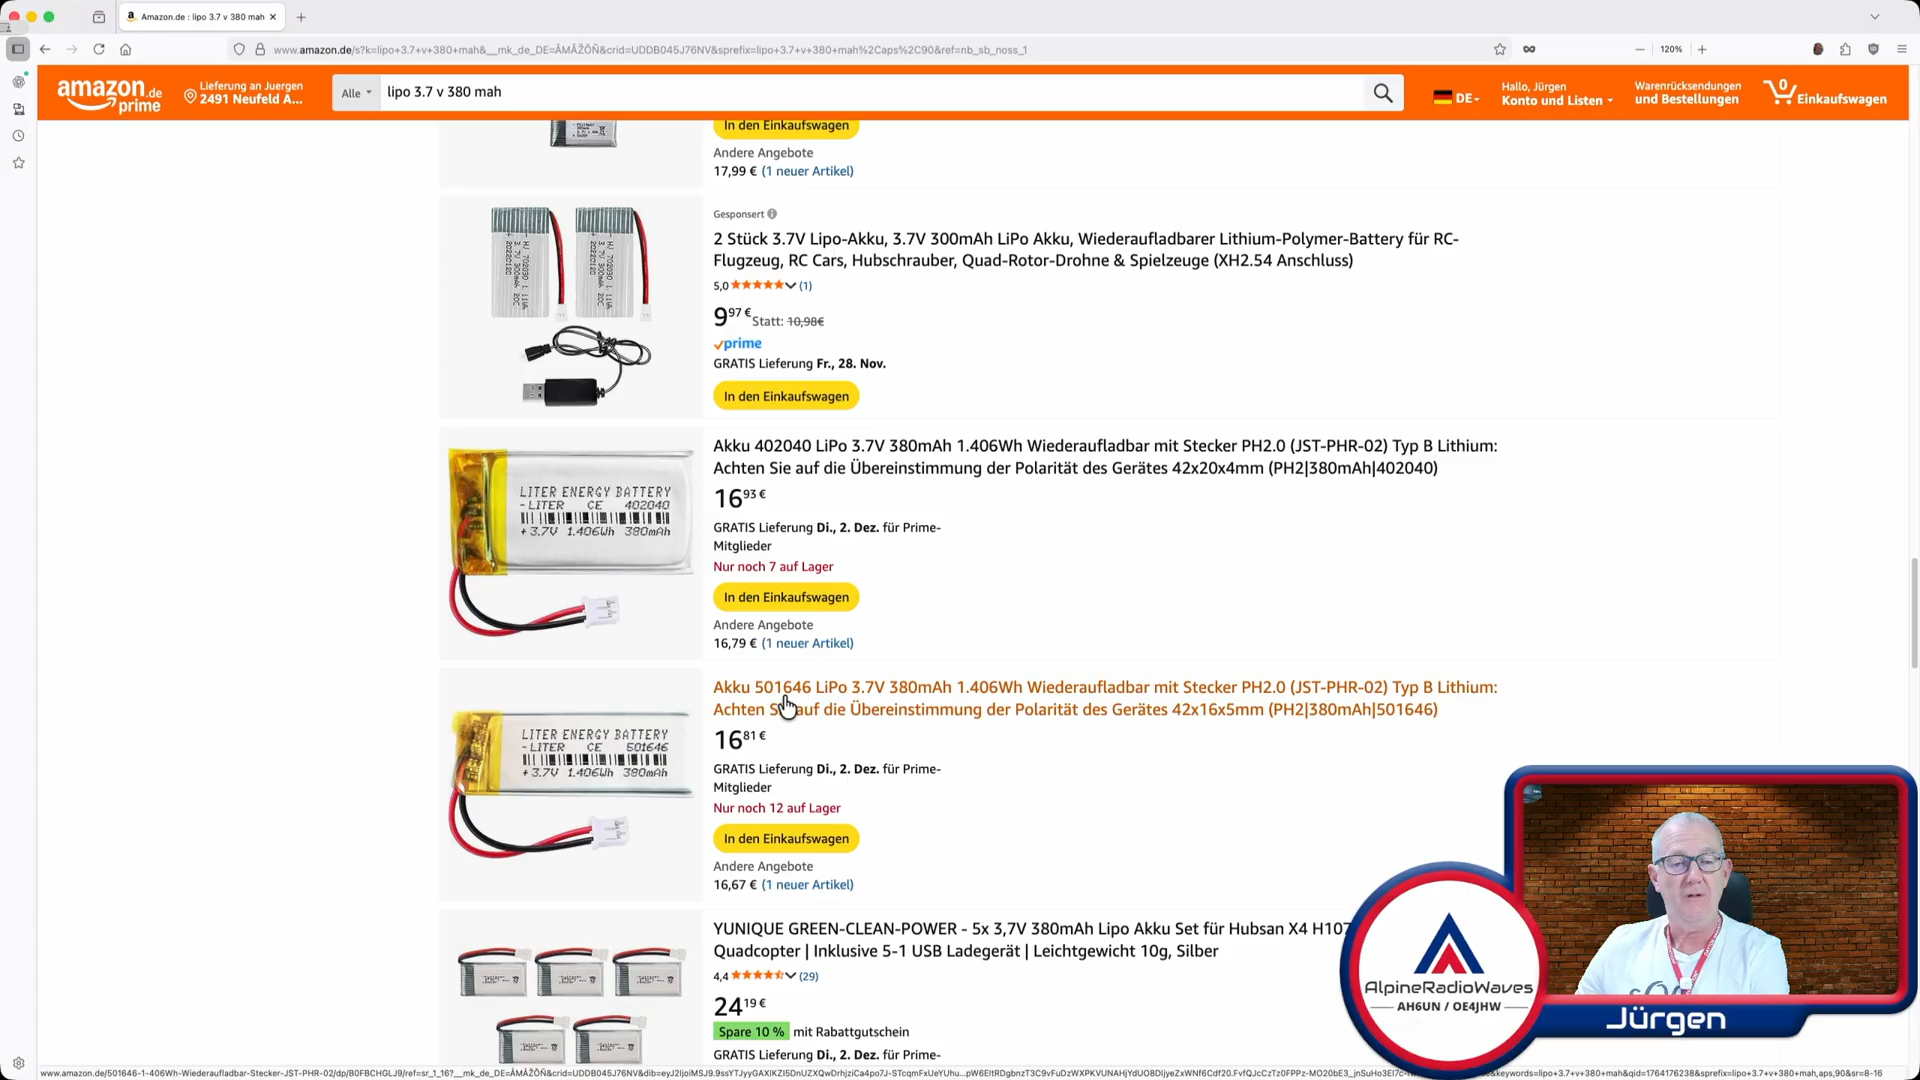 Amazon.de : lipo 3.7 v 380 mah
www.amazon.de/s?k=lipo+3.7+v+380+mah&__mk_de_DE=ÅMÅŽÕÑ&crid=UDDB045J76NV&sprefix=lipo+3.7+v+380+mah%2Caps%2C90&ref=nb_sb_noss_1
120%
amazon.de
prime
Lieferung an Juergen
2491 Neufeld A...
Alle
lipo 3.7 v 380 mah
DE
Hallo, Jürgen
Konto und Listen
Warenrücksendungen
und Bestellungen
0
Einkaufswagen
In den Einkaufswagen
Andere Angebote
17,99 € (1 neuer Artikel)
Gesponsert
2 Stück 3.7V Lipo-Akku, 3.7V 300mAh LiPo Akku, Wiederaufladbarer Lithium-Polymer-Battery für RC-
Flugzeug, RC Cars, Hubschrauber, Quad-Rotor-Drohne & Spielzeuge (XH2.54 Anschluss)
5,0 (1)
9 97 € Statt: 10,98€
prime
GRATIS Lieferung Fr., 28. Nov.
In den Einkaufswagen
Akku 402040 LiPo 3.7V 380mAh 1.406Wh Wiederaufladbar mit Stecker PH2.0 (JST-PHR-02) Typ B Lithium:
Achten Sie auf die Übereinstimmung der Polarität des Gerätes 42x20x4mm (PH2|380mAh|402040)
LITER ENERGY BATTERY
-LITER CE 402040
+3.7V 1.406Wh 380mAh
16 93 €
GRATIS Lieferung Di., 2. Dez. für Prime-
Mitglieder
Nur noch 7 auf Lager
In den Einkaufswagen
Andere Angebote
16,79 € (1 neuer Artikel)
Akku 501646 LiPo 3.7V 380mAh 1.406Wh Wiederaufladbar mit Stecker PH2.0 (JST-PHR-02) Typ B Lithium:
Achten auf die Übereinstimmung der Polarität des Gerätes 42x16x5mm (PH2|380mAh|501646)
LITER ENERGY BATTERY
-LITER CE 501646
+3.7V 1.406Wh 380mAh
16 81 €
GRATIS Lieferung Di., 2. Dez. für Prime-
Mitglieder
Nur noch 12 auf Lager
In den Einkaufswagen
Andere Angebote
16,67 € (1 neuer Artikel)
YUNIQUE GREEN-CLEAN-POWER - 5x 3,7V 380mAh Lipo Akku Set für Hubsan X4 H107
Quadcopter | Inklusive 5-1 USB Ladegerät | Leichtgewicht 10g, Silber
4,4 (29)
24 19 €
Spare 10 % mit Rabattgutschein
GRATIS Lieferung Di., 2. Dez. für Prime-
AlpineRadioWaves
AH6UN / OE4JHW
Jürgen